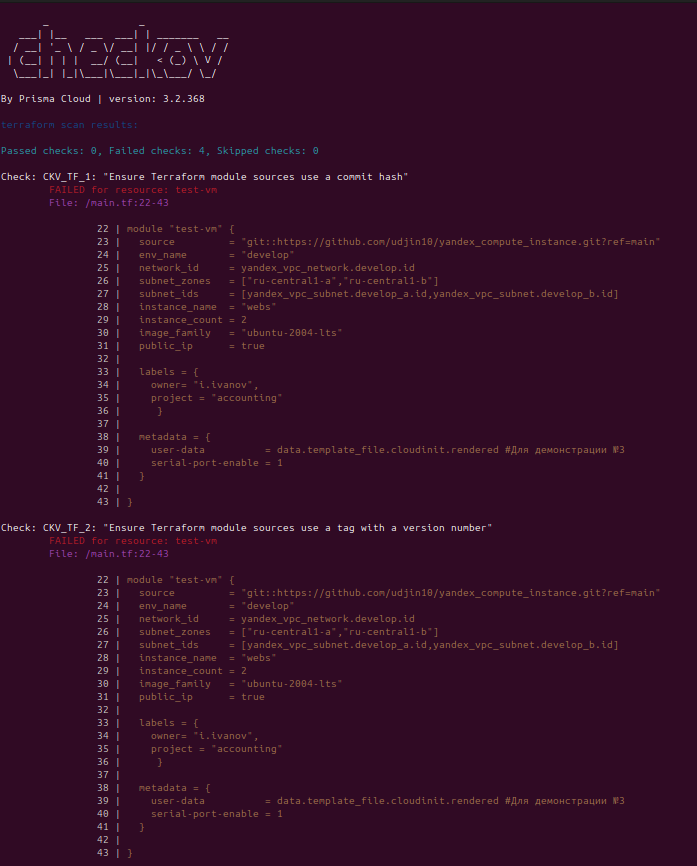 _               _
   ___| |__   ___  ___| | _______   __
  / __| '_ \ / _ \/ __| |/ / _ \ \ / /
 | (__| | | |  __/ (__|   < (_) \ V /
  \___|_| |_|\___|\___|_|\_\___/ \_/
By Prisma Cloud | version: 3.2.368
terraform scan results:
Passed checks: 0, Failed checks: 4, Skipped checks: 0
Check: CKV_TF_1: "Ensure Terraform module sources use a commit hash"
        FAILED for resource: test-vm
        File: /main.tf:22-43
                22 | module "test-vm" {
                23 |   source         = "git::https://github.com/udjin10/yandex_compute_instance.git?ref=main"
                24 |   env_name       = "develop"
                25 |   network_id     = yandex_vpc_network.develop.id
                26 |   subnet_zones   = ["ru-central1-a","ru-central1-b"]
                27 |   subnet_ids     = [yandex_vpc_subnet.develop_a.id,yandex_vpc_subnet.develop_b.id]
                28 |   instance_name  = "webs"
                29 |   instance_count = 2
                30 |   image_family   = "ubuntu-2004-lts"
                31 |   public_ip      = true
                32 |
                33 |   labels = {
                34 |     owner= "i.ivanov",
                35 |     project = "accounting"
                36 |      }
                37 |
                38 |   metadata = {
                39 |     user-data          = data.template_file.cloudinit.rendered #Для демонстрации №3
                40 |     serial-port-enable = 1
                41 |   }
                42 |
                43 | }
Check: CKV_TF_2: "Ensure Terraform module sources use a tag with a version number"
        FAILED for resource: test-vm
        File: /main.tf:22-43
                22 | module "test-vm" {
                23 |   source         = "git::https://github.com/udjin10/yandex_compute_instance.git?ref=main"
                24 |   env_name       = "develop"
                25 |   network_id     = yandex_vpc_network.develop.id
                26 |   subnet_zones   = ["ru-central1-a","ru-central1-b"]
                27 |   subnet_ids     = [yandex_vpc_subnet.develop_a.id,yandex_vpc_subnet.develop_b.id]
                28 |   instance_name  = "webs"
                29 |   instance_count = 2
                30 |   image_family   = "ubuntu-2004-lts"
                31 |   public_ip      = true
                32 |
                33 |   labels = {
                34 |     owner= "i.ivanov",
                35 |     project = "accounting"
                36 |      }
                37 |
                38 |   metadata = {
                39 |     user-data          = data.template_file.cloudinit.rendered #Для демонстрации №3
                40 |     serial-port-enable = 1
                41 |   }
                42 |
                43 | }